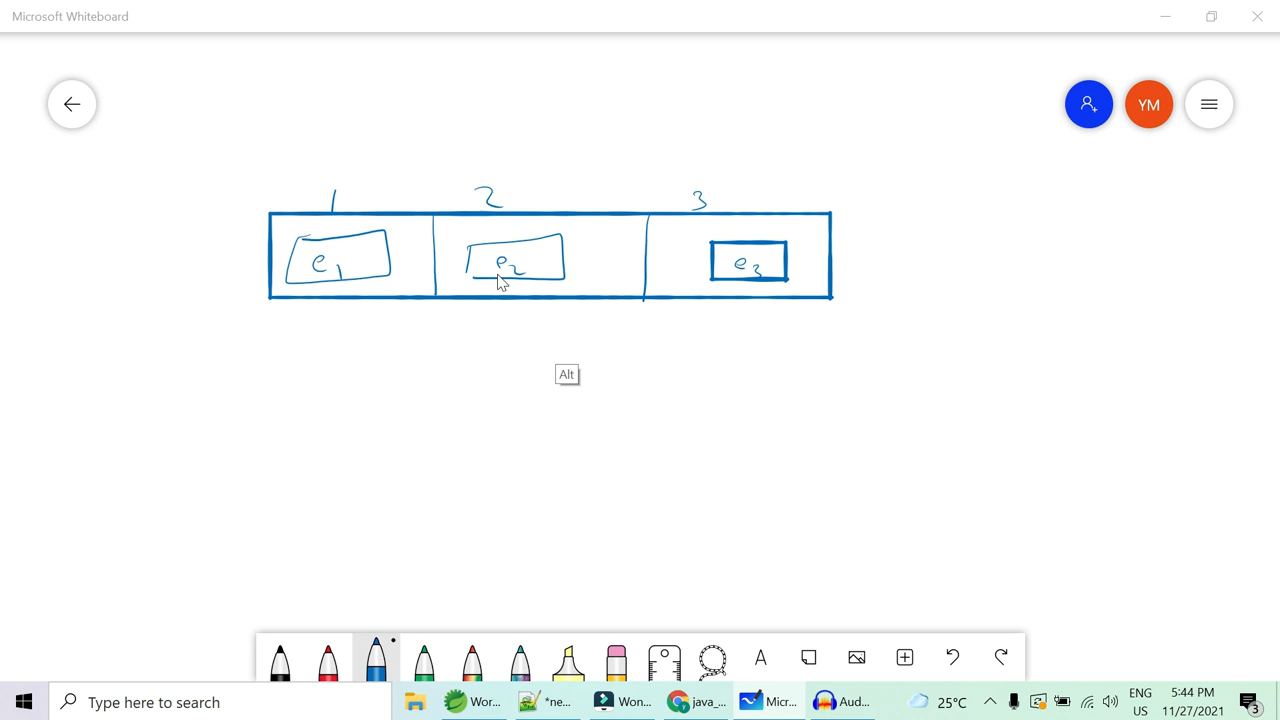 Microsoft Whiteboard
YM
1 2 3
e1 e2 e3
Alt
A
Type here to search
Wor...
*ne...
Won...
java_...
Micr...
Aud...
25°C
ENG
US
5:44 PM
11/27/2021
3